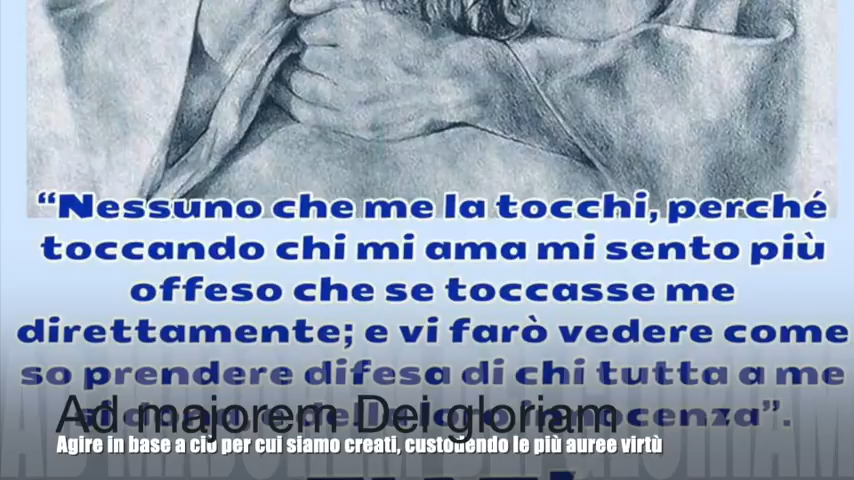 “Nessuno che me la tocchi, perché
toccando chi mi ama mi sento più
offeso che se toccasse me
direttamente; e vi farò vedere come
so prendere difesa di chi tutta a me
innocenza”.
Ad majorem Dei gloriam
Agire in base a ciò per cui siamo creati, custodendo le più auree virtù